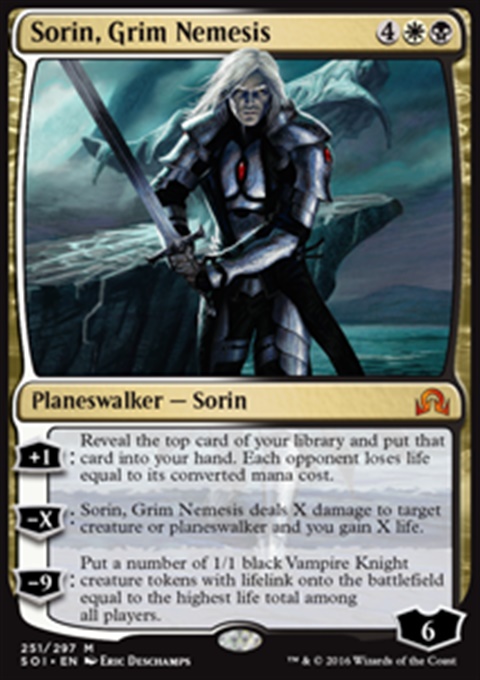 Sorin, Grim Nemesis 4
Planeswalker — Sorin
+1 : Reveal the top card of your library and put that
card into your hand. Each opponent loses life
equal to its converted mana cost.
−X : Sorin, Grim Nemesis deals X damage to target
creature or planeswalker and you gain X life.
−9 : Put a number of 1/1 black Vampire Knight
creature tokens with lifelink onto the battlefield
equal to the highest life total among
all players.
6
251/297 M
SOI • EN Eric Deschamps
™ & © 2016 Wizards of the Coast